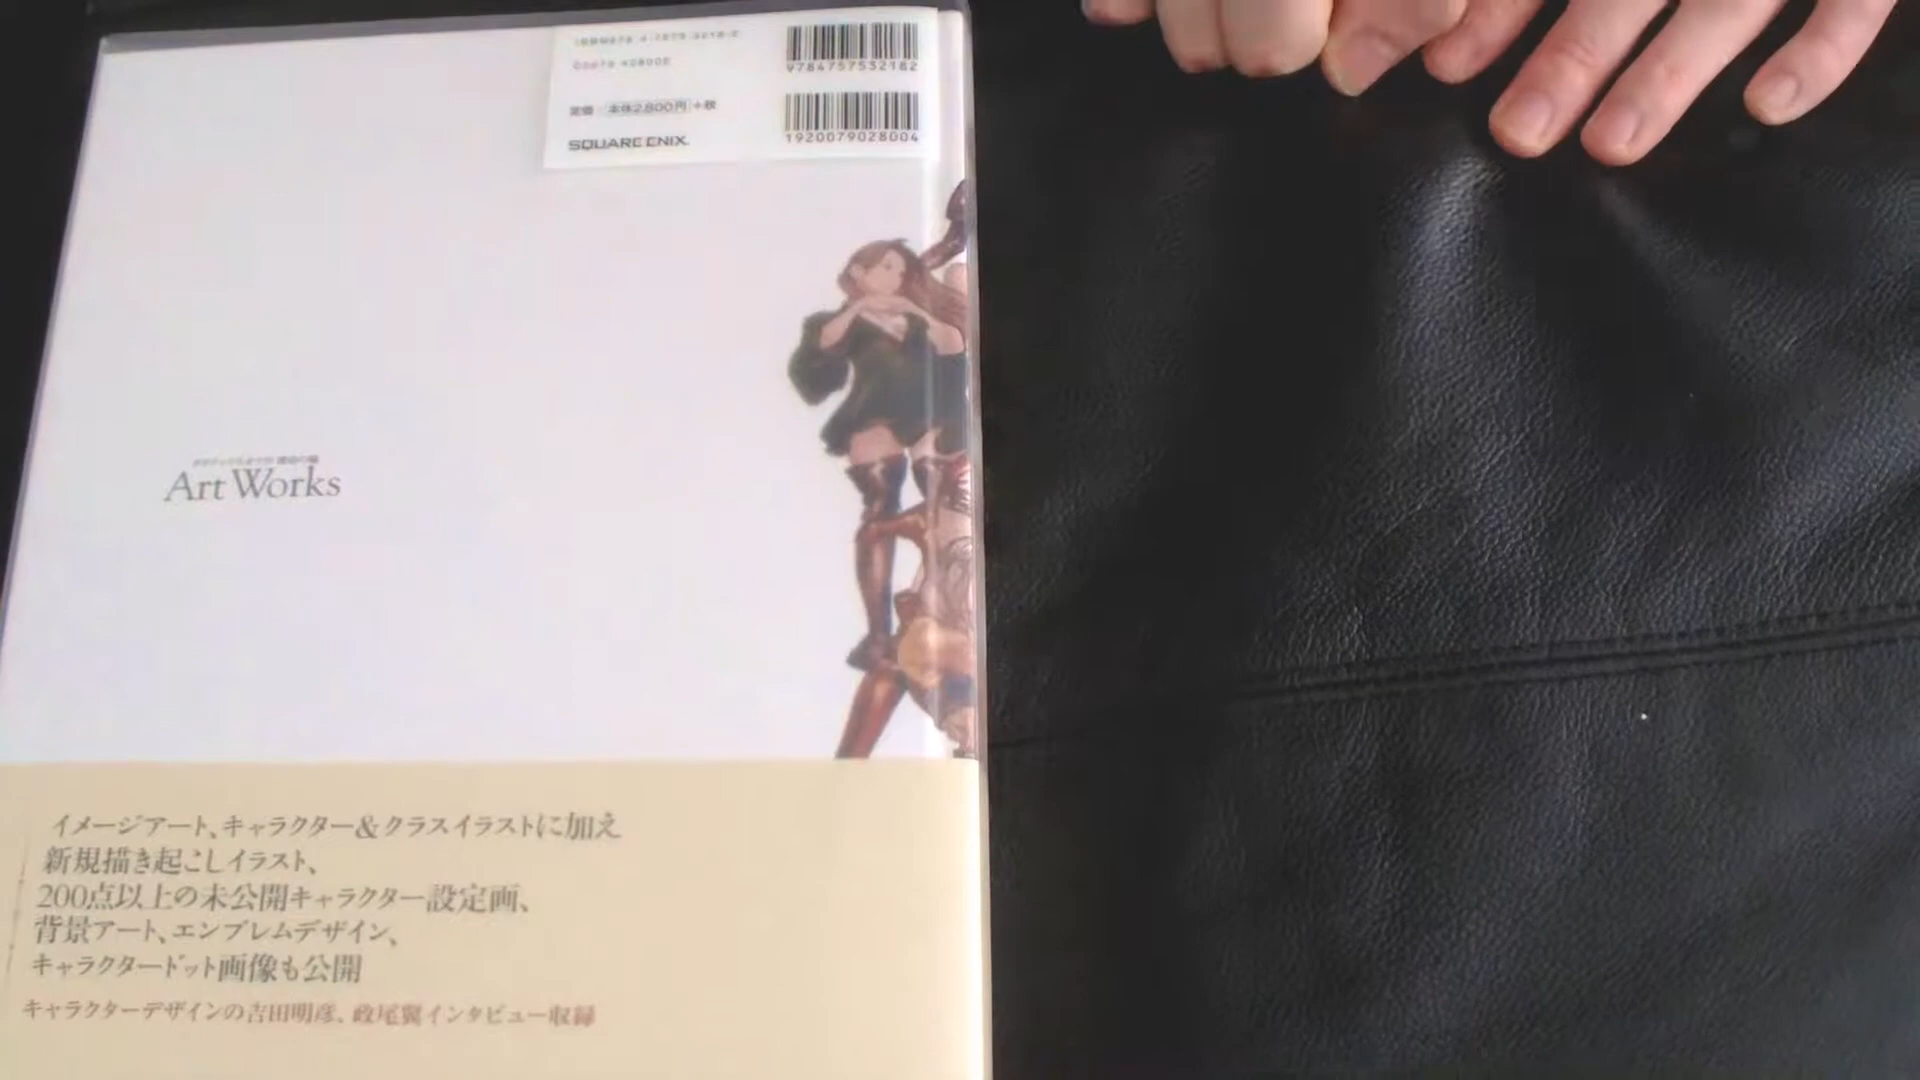 9784757532182
定価 本体2,800円+税
1920079028004
SQUARE ENIX.
Art Works
イメージアート、キャラクター&クラスイラストに加え
新規描き起こしイラスト、
200点以上の未公開キャラクター設定画、
背景アート、エンブレムデザイン、
キャラクタードット画像も公開
キャラクターデザインの吉田明彦、政尾翼インタビュー収録